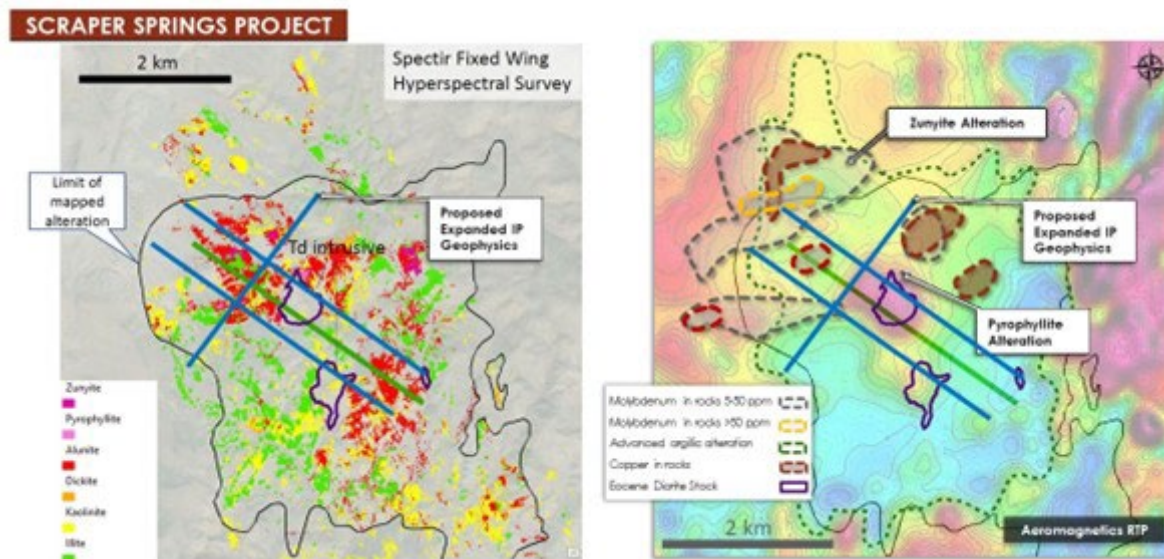 SCRAPER SPRINGS PROJECT
2 km
Spectir Fixed Wing
Hyperspectral Survey
Limit of
mapped
alteration
Td intrusive
Proposed
Expanded IP
Geophysics
Zunyite
Pyrophyllite
Alunite
Dickite
Kaolinite
Illite
Zunyite Alteration
Proposed
Expanded IP
Geophysics
Pyrophyllite
Alteration
Molybdenum in rocks 5-50 ppm
Molybdenum in rocks >50 ppm
Advanced argillic alteration
Copper in rocks
Eocene Diorite Stock
2 km
Aeromagnetics RTP